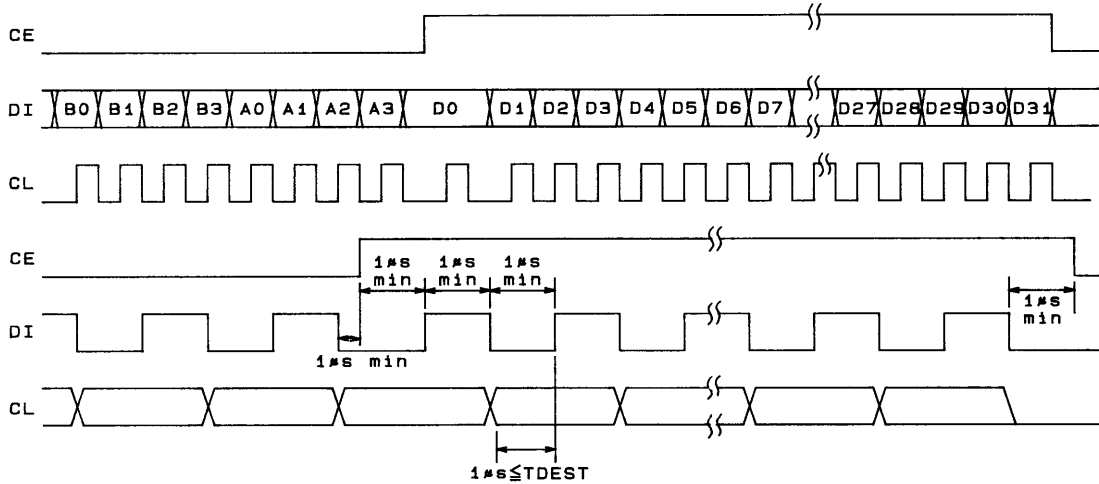 CE
DI B0 B1 B2 B3 A0 A1 A2 A3 D0 D1 D2 D3 D4 D5 D6 D7 D27 D28 D29 D30 D31
CL
CE
1μs min 1μs min 1μs min
1μs min
DI
1μs min
CL
1μs≦TDEST